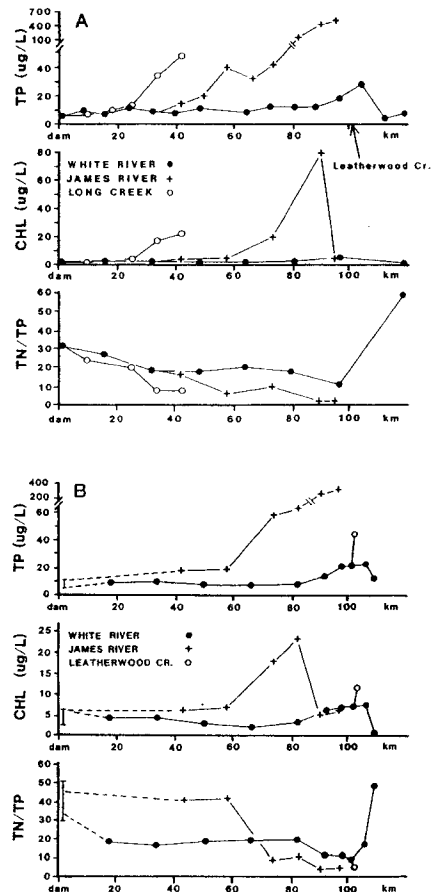 A
TP (ug/L)
700
400
100
40
20
0
dam 20 40 60 80 100 km
Leatherwood Cr.
CHL (ug/L)
80
60
40
20
0
WHITE RIVER
JAMES RIVER
LONG CREEK
dam 20 40 60 80 100 km
TN/TP
60
40
30
20
10
0
dam 20 40 60 80 100 km
B
TP (ug/L)
400
200
60
40
20
0
dam 20 40 60 80 100 km
CHL (ug/L)
25
20
15
10
5
0
WHITE RIVER
JAMES RIVER
LEATHERWOOD CR.
dam 20 40 60 80 100 km
TN/TP
60
50
40
30
20
10
0
dam 20 40 60 80 100 km